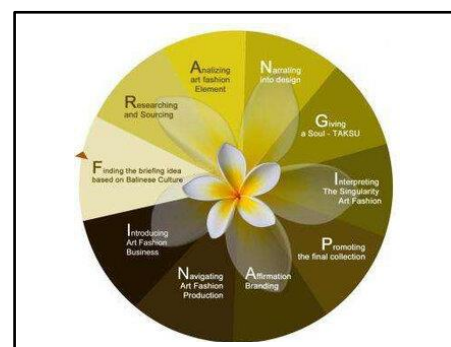 Finding the briefing idea
based on Balinese Culture
Researching
and Sourcing
Analizing
art fashion
Element
Narrating
into design
Giving
a Soul - TAKSU
Interpreting
The Singularity
Art Fashion
Promoting
the final collection
Affirmation
Branding
Navigating
Art Fashion
Production
Introducing
Art Fashion
Business